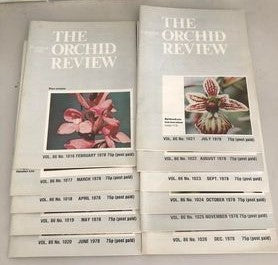 THE
ORCHID
REVIEW
VOL. 86 No. 1016 FEBRUARY 1978 75p (post paid)
VOL. 86 No. 1017 MARCH 1978 75p (post paid)
VOL. 86 No. 1018 APRIL 1978 75p (post paid)
VOL. 86 No. 1019 MAY 1978 75p (post paid)
VOL. 86 No. 1020 JUNE 1978 75p (post paid)
THE
ORCHID
REVIEW
VOL. 86 No. 1021 JULY 1978 75p (post paid)
VOL. 86 No. 1022 AUGUST 1978 75p (post paid)
VOL. 86 No. 1023 SEPT. 1978 75p (post paid)
VOL. 86 No. 1024 OCTOBER 1978 75p (post paid)
VOL. 86 No. 1025 NOVEMBER 1978 75p (post paid)
VOL. 86 No. 1026 DEC. 1978 75p (post paid)